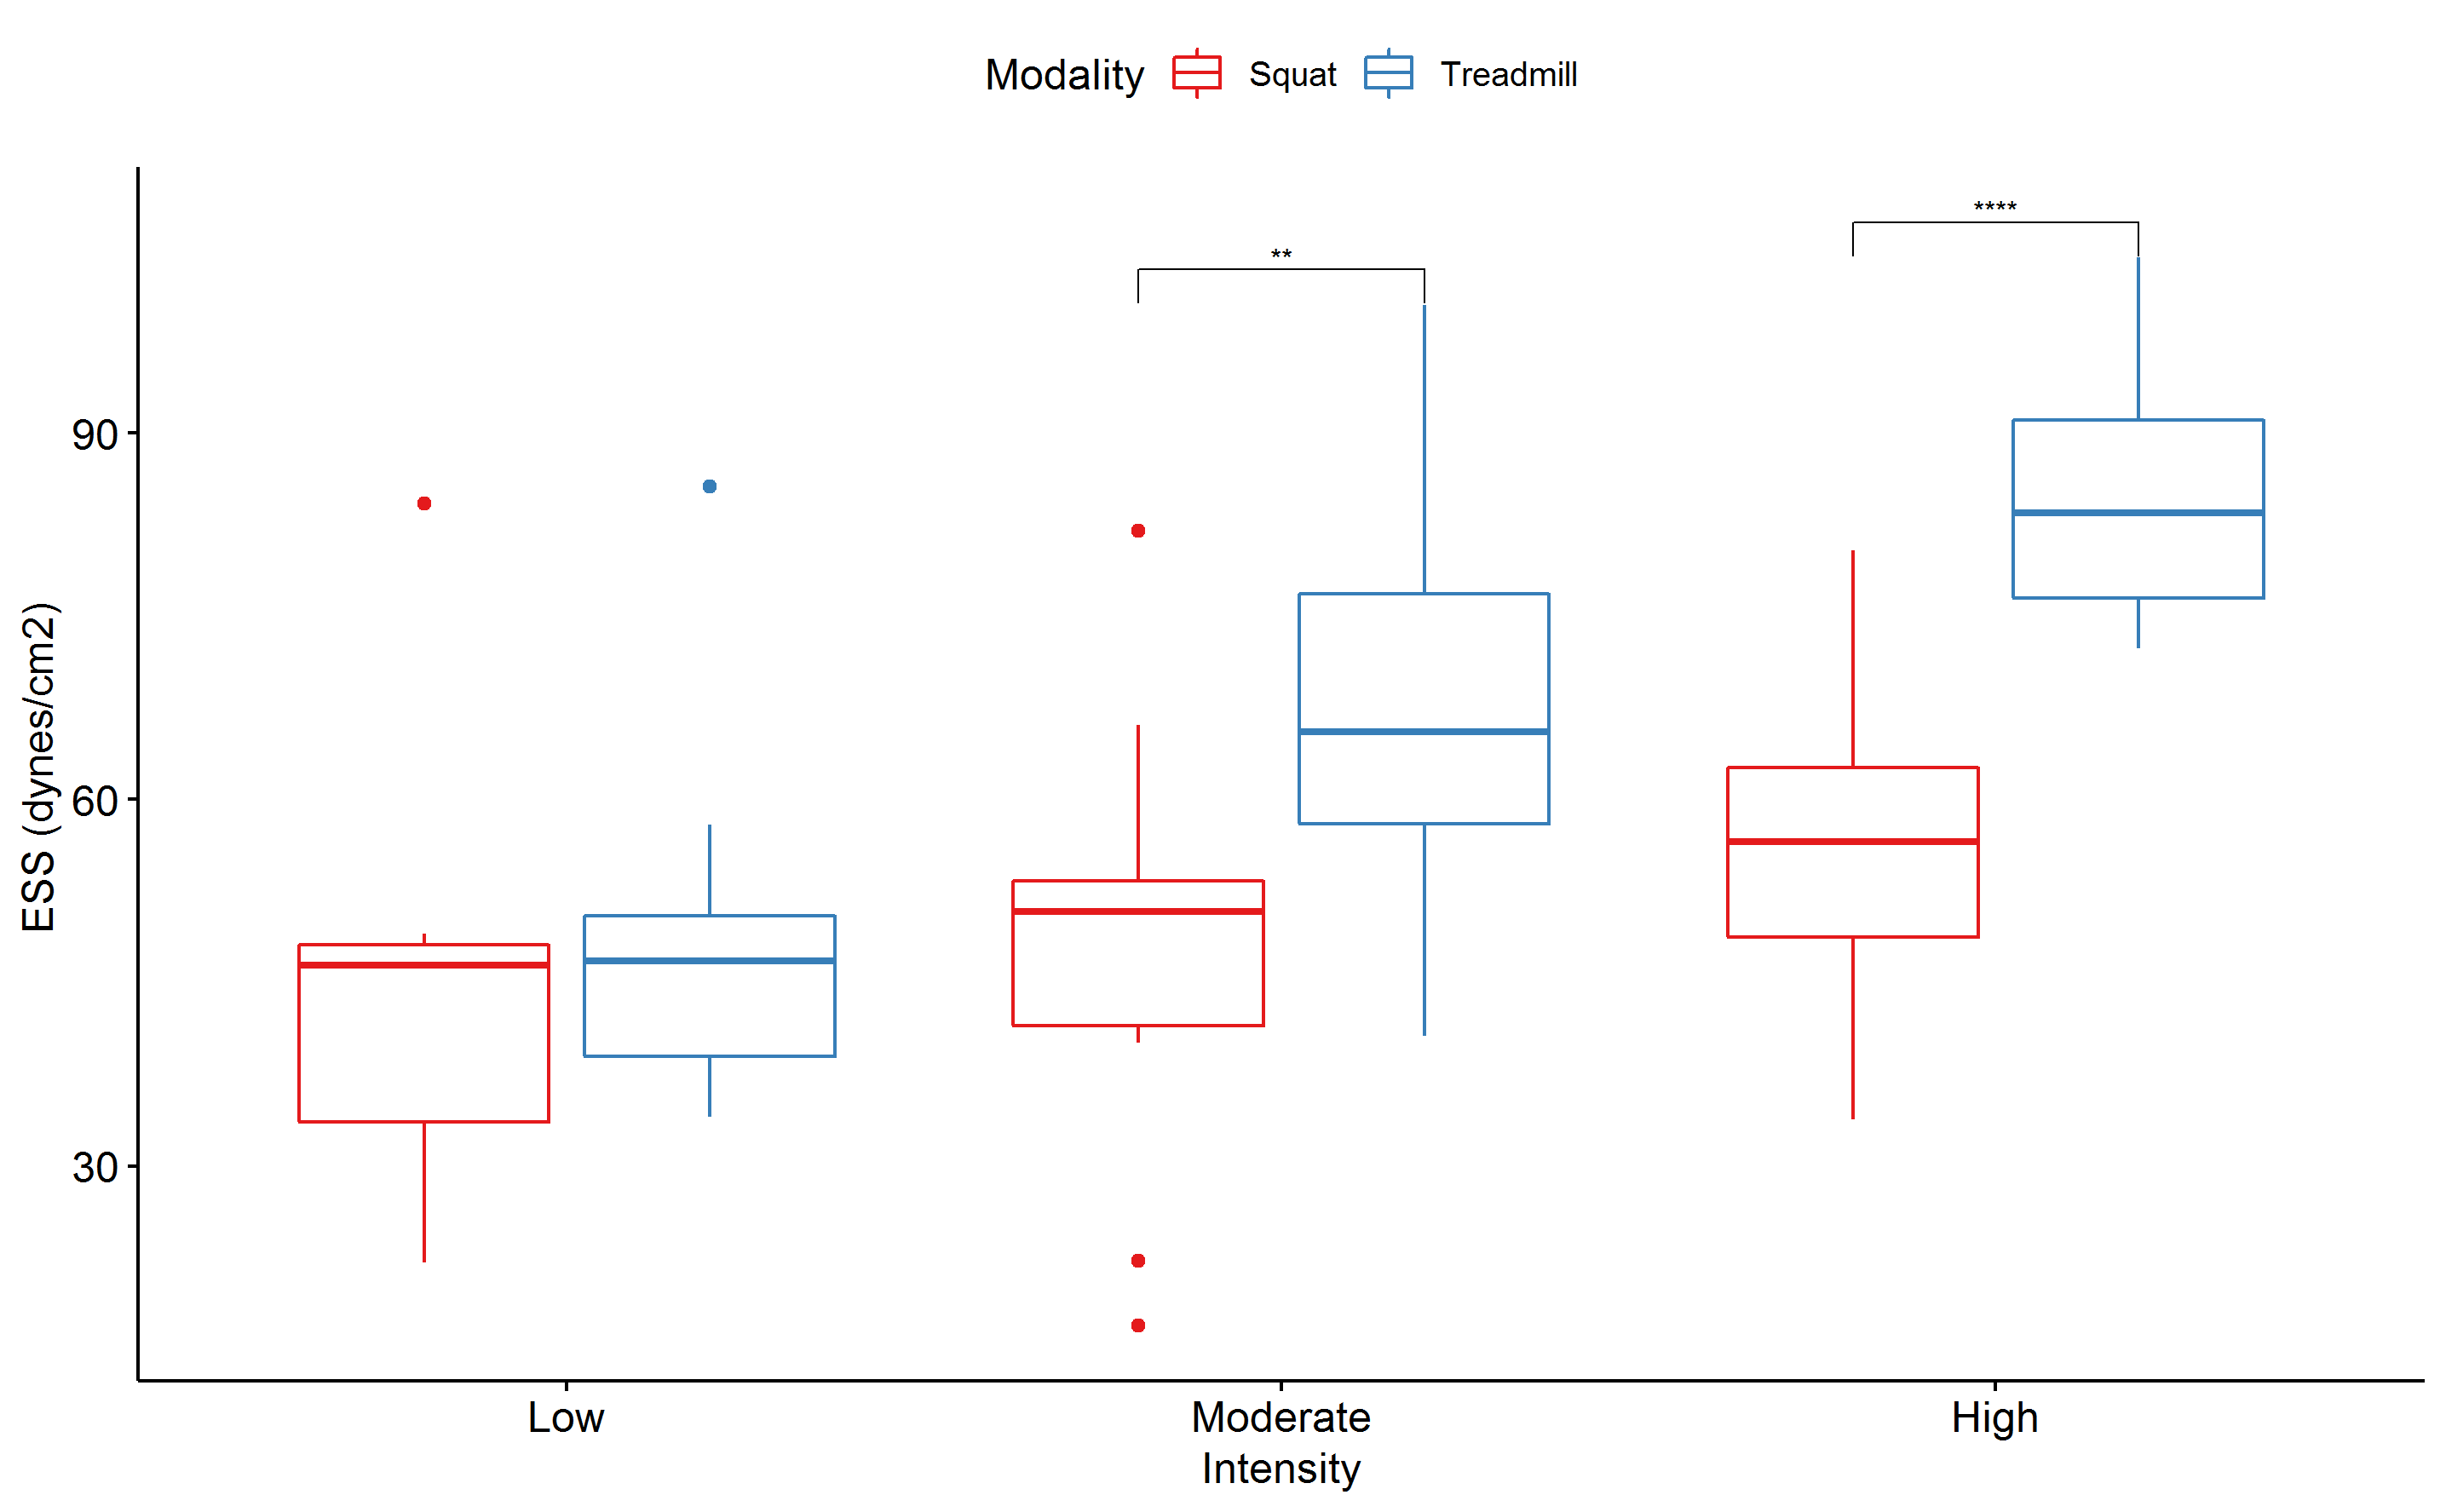 Modality Squat Treadmill
****
**
90
60
30
ESS (dynes/cm2)
Low Moderate High
Intensity